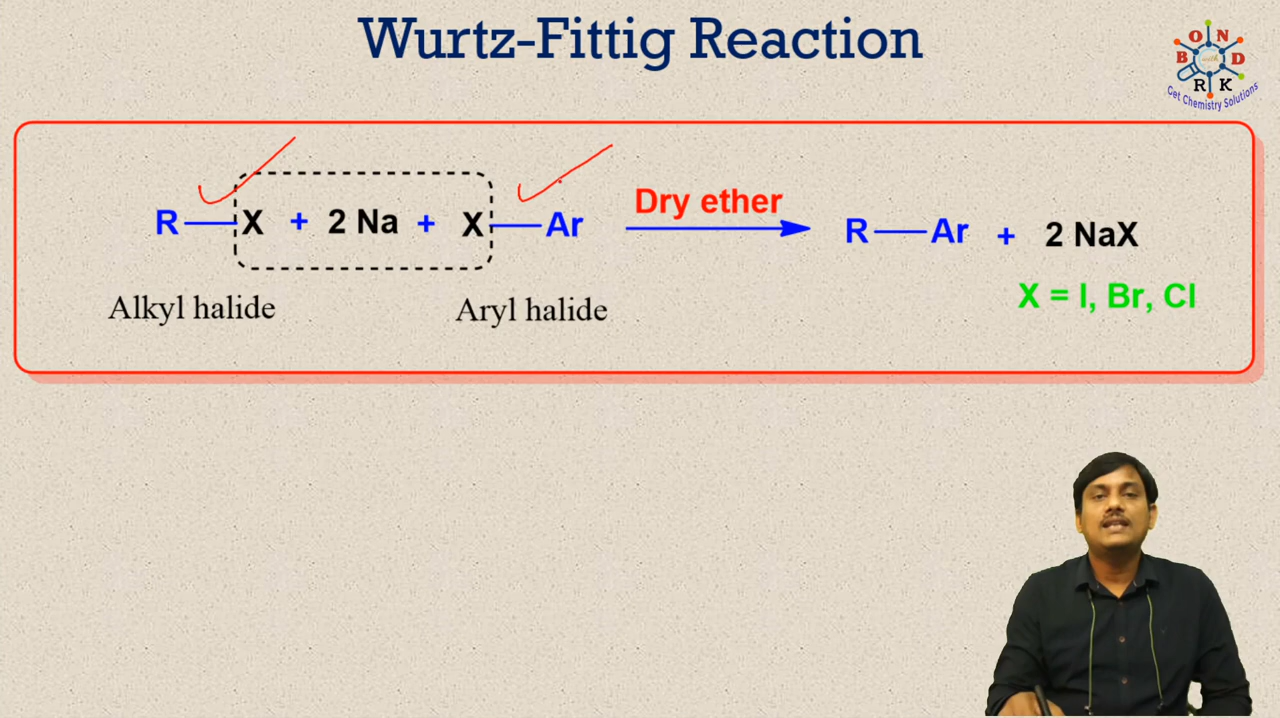 Wurtz-Fittig Reaction
BOND
with
RK
Get Chemistry Solutions
R—X + 2 Na + X—Ar Dry ether R—Ar + 2 NaX
X = I, Br, Cl
Alkyl halide Aryl halide